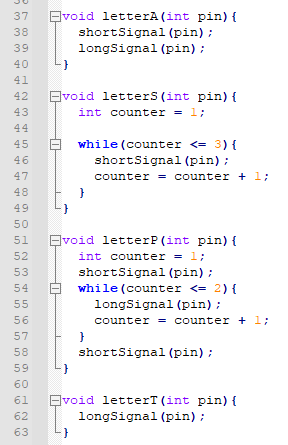 36
37 void letterA(int pin){
38 shortSignal(pin);
39 longSignal(pin);
40 }
41
42 void letterS(int pin){
43 int counter = 1;
44
45 while(counter <= 3){
46 shortSignal(pin);
47 counter = counter + 1;
48 }
49 }
50
51 void letterP(int pin){
52 int counter = 1;
53 shortSignal(pin);
54 while(counter <= 2){
55 longSignal(pin);
56 counter = counter + 1;
57 }
58 shortSignal(pin);
59 }
60
61 void letterT(int pin){
62 longSignal(pin);
63 }